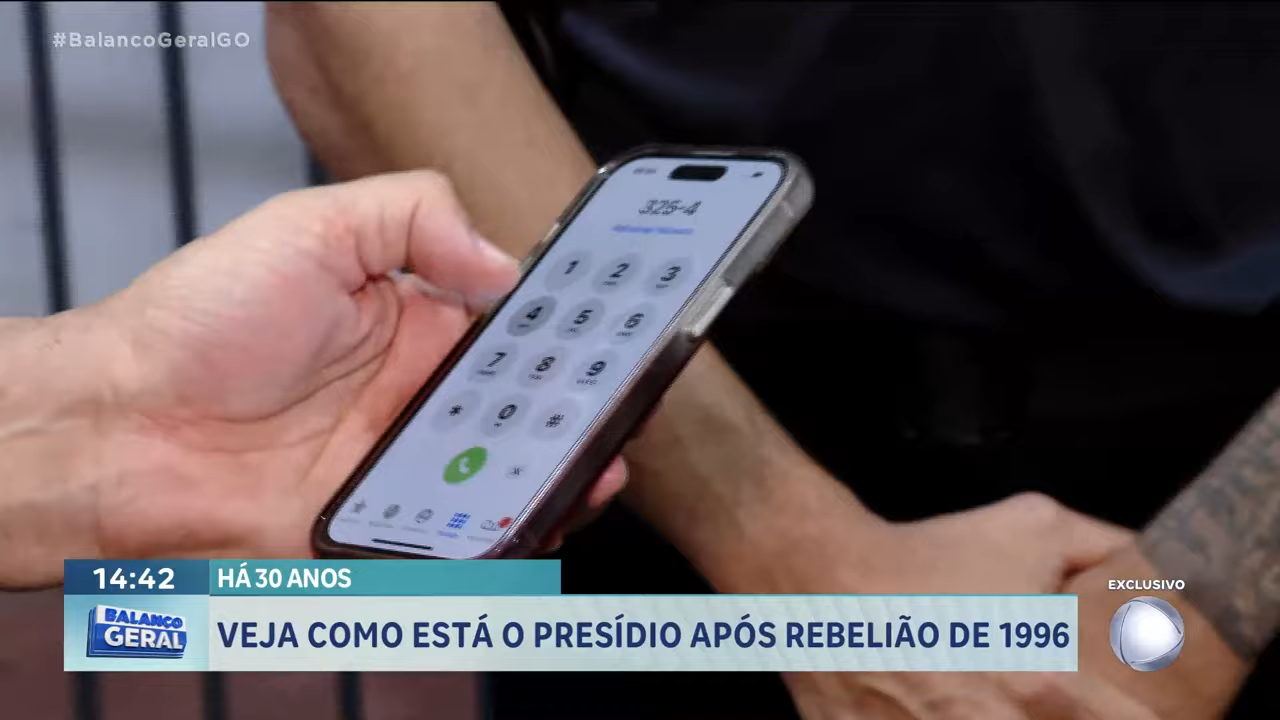 #BalancoGeralGO
325-4
1 2 3
4 5 6
7 8 9
* 0 #
14:42
HÁ 30 ANOS
EXCLUSIVO
BALANCO
GERAL
VEJA COMO ESTÁ O PRESÍDIO APÓS REBELIÃO DE 1996